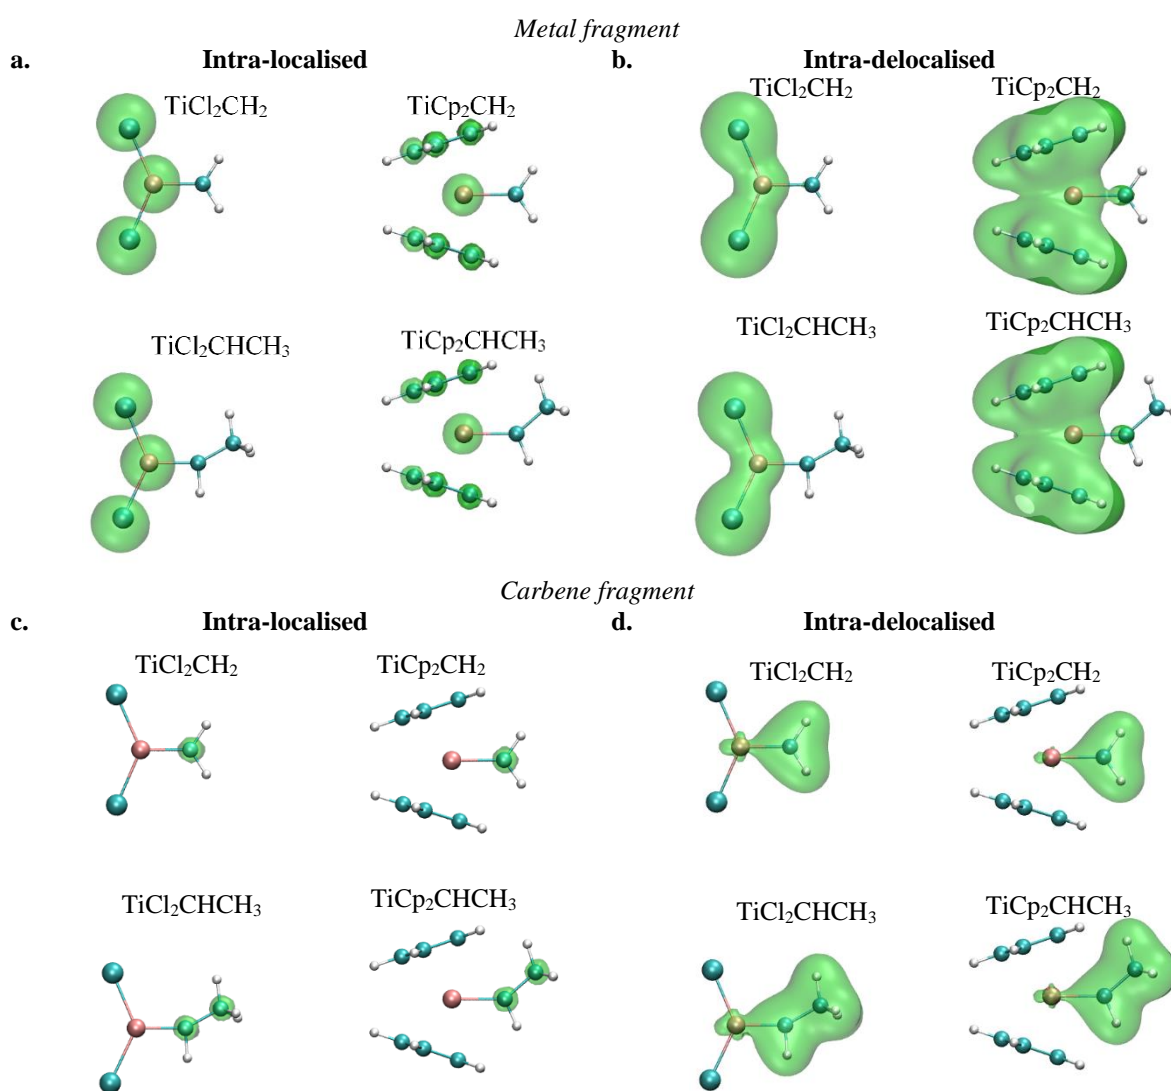 Metal fragment
a. Intra-localised b. Intra-delocalised
TiCl₂CH₂ TiCp₂CH₂ TiCl₂CH₂ TiCp₂CH₂
TiCl₂CHCH₃ TiCp₂CHCH₃ TiCl₂CHCH₃ TiCp₂CHCH₃
Carbene fragment
c. Intra-localised d. Intra-delocalised
TiCl₂CH₂ TiCp₂CH₂ TiCl₂CH₂ TiCp₂CH₂
TiCl₂CHCH₃ TiCp₂CHCH₃ TiCl₂CHCH₃ TiCp₂CHCH₃